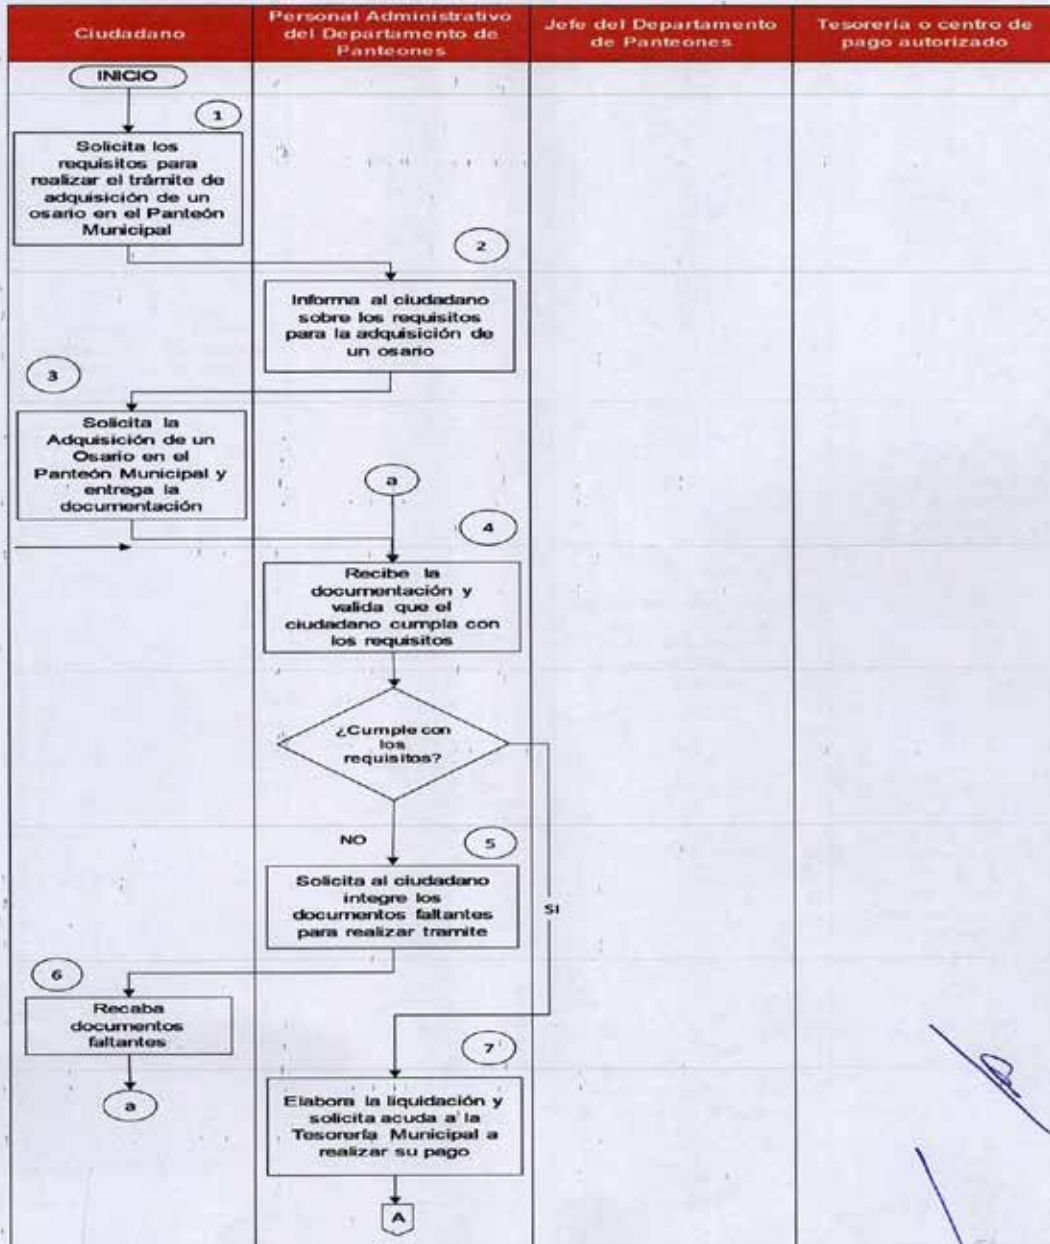 Ciudadano
Personal Administrativo
del Departamento de
Panteones
Jefe del Departamento
de Panteones
Tesorería o centro de
pago autorizado
INICIO
1
Solicita los
requisitos para
realizar el trámite de
adquisición de un
osario en el Panteón
Municipal
2
Informa al ciudadano
sobre los requisitos
para la adquisición de
un osario
3
Solicita la
Adquisición de un
Osario en el
Panteón Municipal y
entrega la
documentación
a
4
Recibe la
documentación y
valida que el
ciudadano cumpla con
los requisitos
¿Cumple con
los
requisitos?
NO
5
Solicita al ciudadano
integre los
documentos faltantes
para realizar tramite
SI
6
Recaba
documentos
faltantes
a
7
Elabora la liquidación y
solicita acuda a la
Tesorería Municipal a
realizar su pago
A